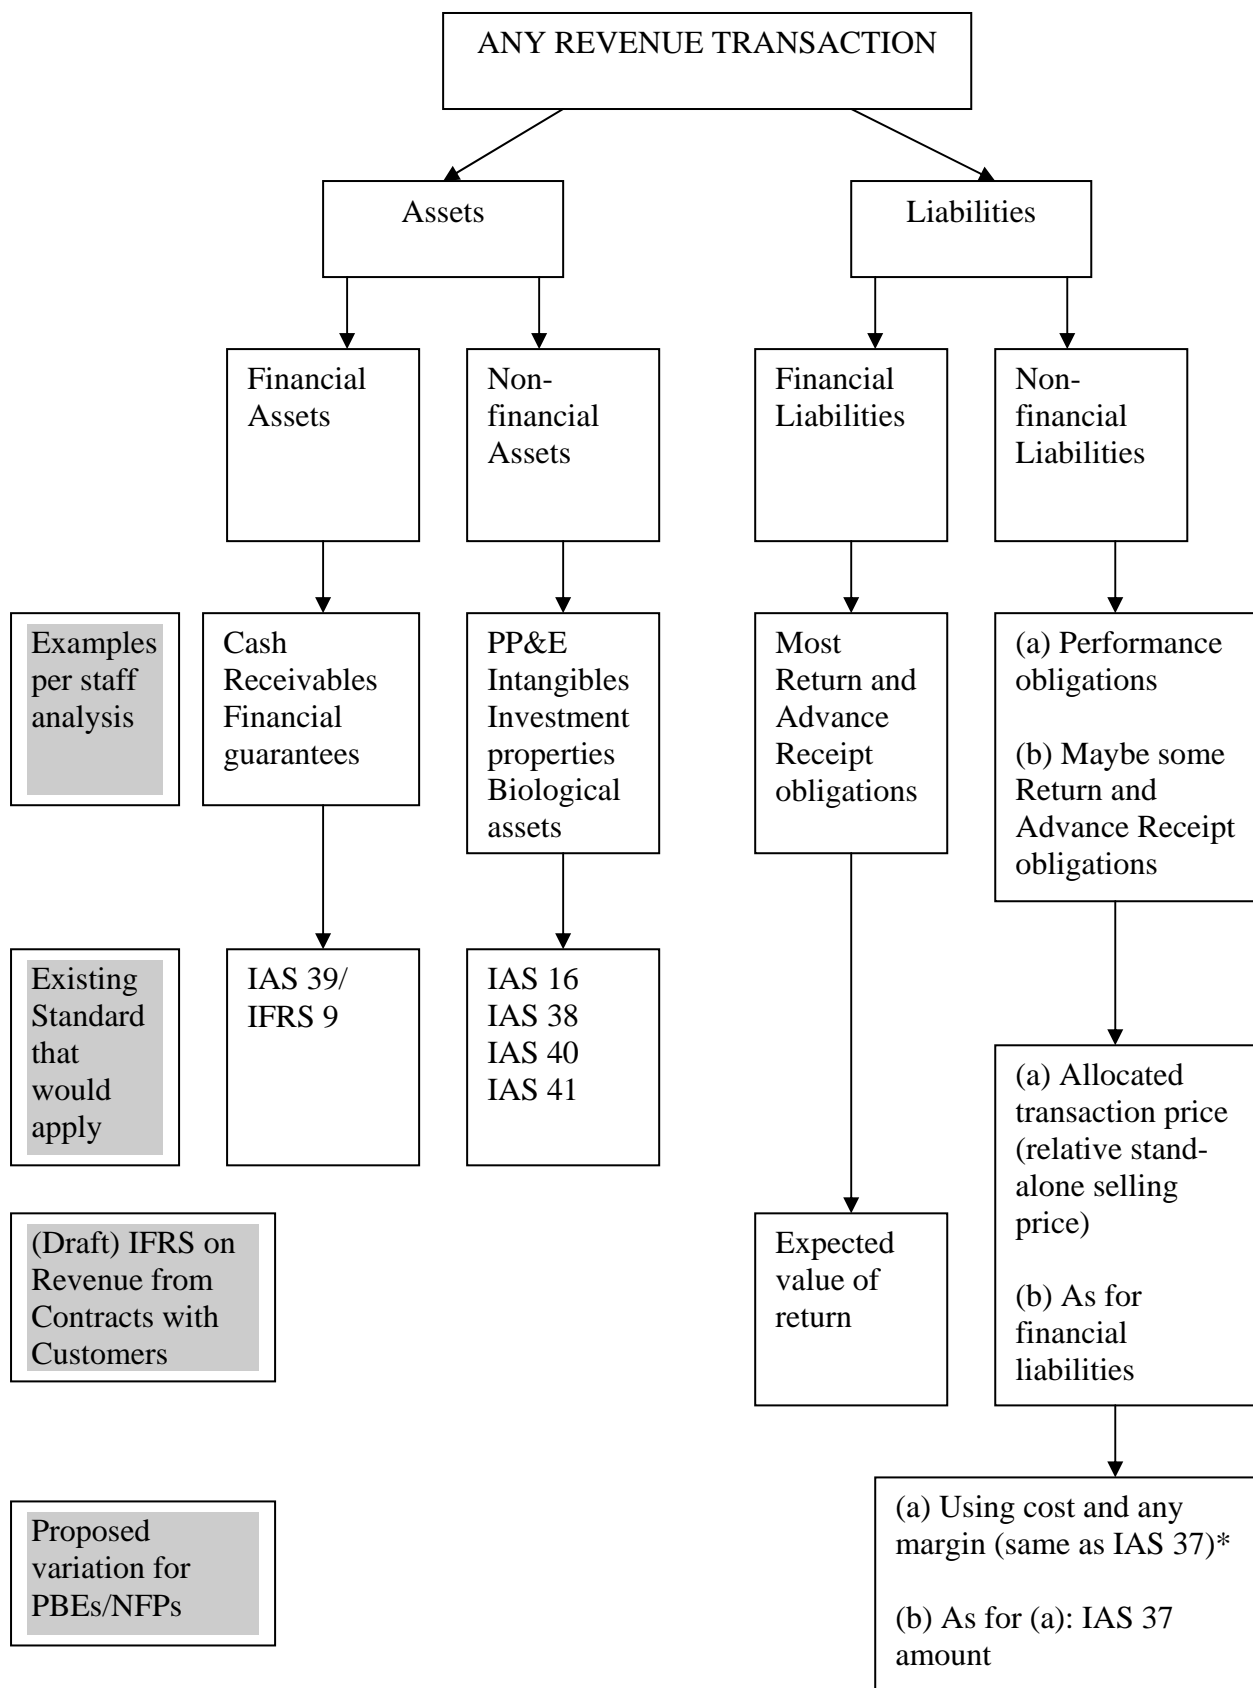 ANY REVENUE TRANSACTION
Assets
Liabilities
Financial
Assets
Non-
financial
Assets
Financial
Liabilities
Non-
financial
Liabilities
Examples
per staff
analysis
Cash
Receivables
Financial
guarantees
PP&E
Intangibles
Investment
properties
Biological
assets
Most
Return and
Advance
Receipt
obligations
(a) Performance
obligations
(b) Maybe some
Return and
Advance Receipt
obligations
Existing
Standard
that
would
apply
IAS 39/
IFRS 9
IAS 16
IAS 38
IAS 40
IAS 41
(a) Allocated
transaction price
(relative stand-
alone selling
price)
(b) As for
financial
liabilities
(Draft) IFRS on
Revenue from
Contracts with
Customers
Expected
value of
return
Proposed
variation for
PBEs/NFPs
(a) Using cost and any
margin (same as IAS 37)*
(b) As for (a): IAS 37
amount